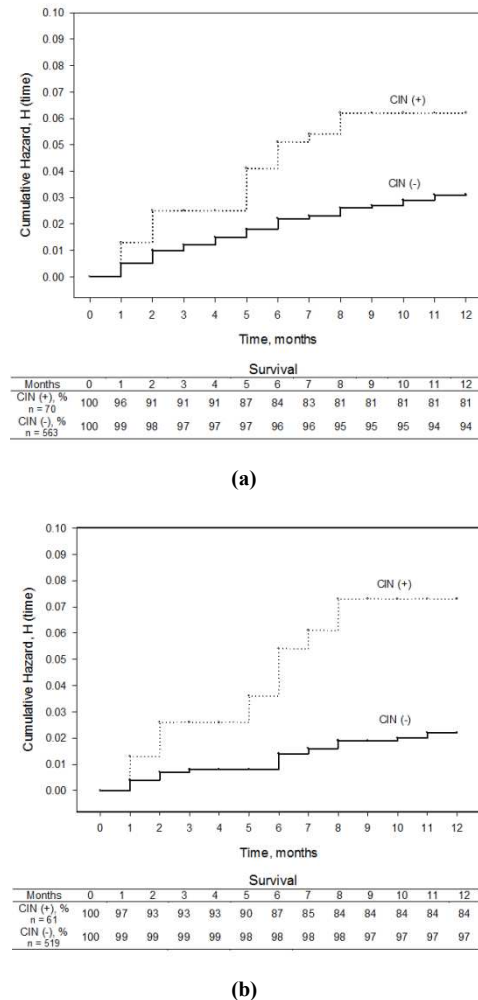 0.10
0.09
0.08
0.07
0.06
0.05
0.04
0.03
0.02
0.01
0.00
Cumulative Hazard, H (time)
CIN (+)
CIN (-)
0 1 2 3 4 5 6 7 8 9 10 11 12
Time, months
Survival
Months 0 1 2 3 4 5 6 7 8 9 10 11 12
CIN (+), % n = 70 100 96 91 91 91 87 84 83 81 81 81 81 81
CIN (-), % n = 563 100 99 98 97 97 97 96 96 95 95 95 94 94
(a)
0.10
0.09
0.08
0.07
0.06
0.05
0.04
0.03
0.02
0.01
0.00
Cumulative Hazard, H (time)
CIN (+)
CIN (-)
0 1 2 3 4 5 6 7 8 9 10 11 12
Time, months
Survival
Months 0 1 2 3 4 5 6 7 8 9 10 11 12
CIN (+), % n = 61 100 97 93 93 93 90 87 85 84 84 84 84 84
CIN (-), % n = 519 100 99 99 99 99 98 98 98 98 97 97 97 97
(b)